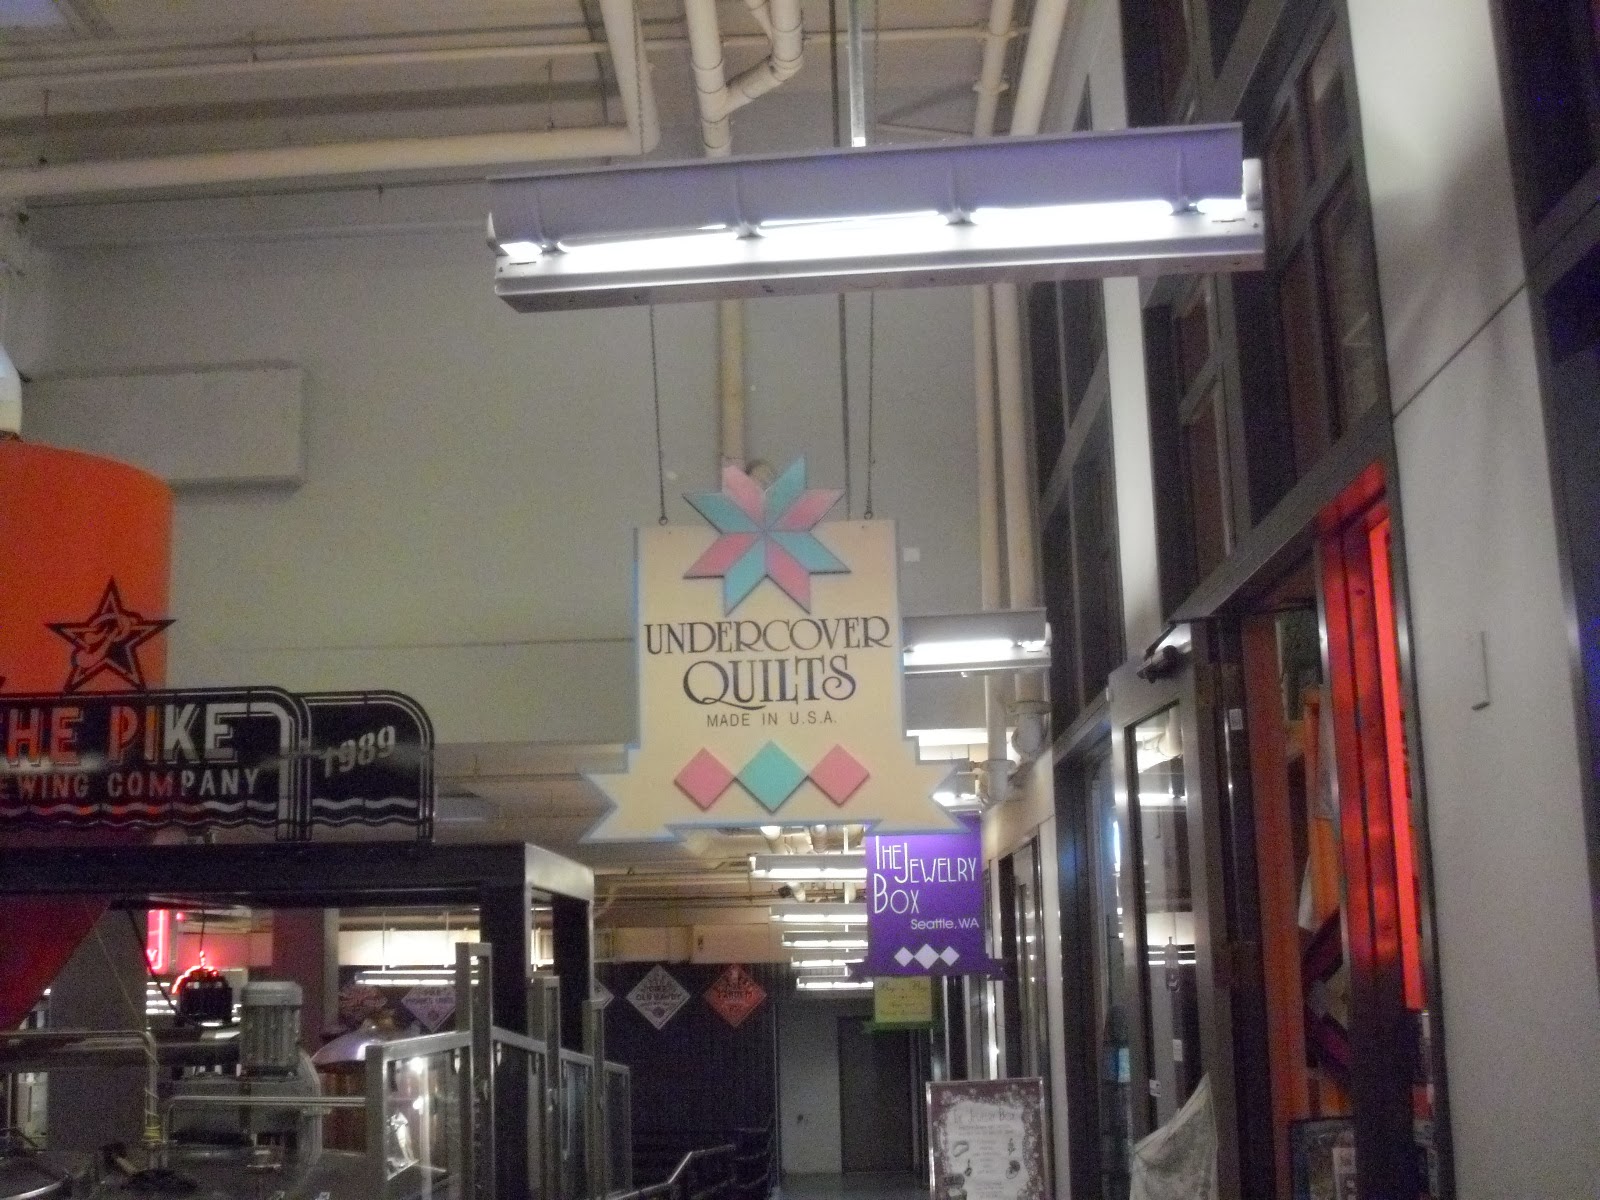 UNDERCOVER
QUILTS
MADE IN U.S.A.
THE PIKE
EWING COMPANY
1989
THE JEWELRY
BOX
Seattle, WA